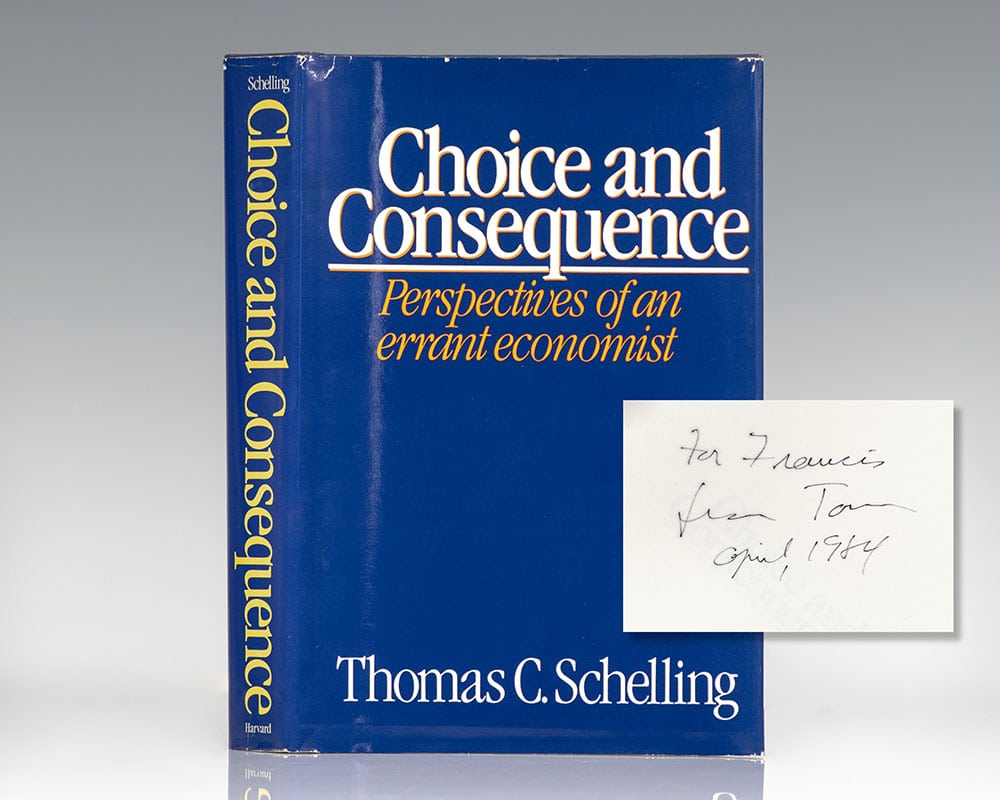 Schelling
Choice and Consequence
Harvard
Choice and
Consequence
Perspectives of an
errant economist
Thomas C. Schelling
For Francis
from Tom
April, 1984